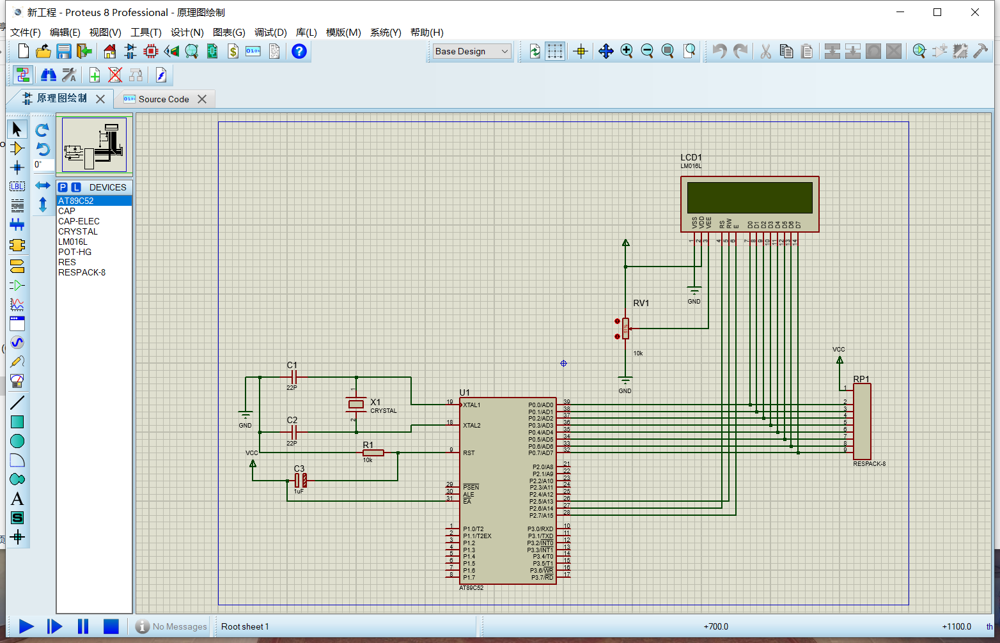 新工程 - Proteus 8 Professional - 原理图绘制
文件(F) 编辑(E) 视图(V) 工具(T) 设计(N) 图表(G) 调试(D) 库(L) 模版(M) 系统(Y) 帮助(H)
Base Design
原理图绘制
Source Code
0°
LBL
P L DEVICES
AT89C52
CAP
CAP-ELEC
CRYSTAL
LM016L
POT-HG
RES
RESPACK-8
A
S
LCD1
LM016L
VSS VDD VEE RS RW E D0 D1 D2 D3 D4 D5 D6 D7
1 2 3 4 5 6 7 8 9 10 11 12 13 14
GND
RV1
51%
10k
GND
VCC
RP1
1
2
3
4
5
6
7
8
9
RESPACK-8
C1
22P
1
X1
CRYSTAL
2
GND
C2
22P
VCC
R1
10k
C3
1uF
U1
19 XTAL1
18 XTAL2
9 RST
29 PSEN
30 ALE
31 EA
1 P1.0/T2
2 P1.1/T2EX
3 P1.2
4 P1.3
5 P1.4
6 P1.5
7 P1.6
8 P1.7
P0.0/AD0 39
P0.1/AD1 38
P0.2/AD2 37
P0.3/AD3 36
P0.4/AD4 35
P0.5/AD5 34
P0.6/AD6 33
P0.7/AD7 32
P2.0/A8 21
P2.1/A9 22
P2.2/A10 23
P2.3/A11 24
P2.4/A12 25
P2.5/A13 26
P2.6/A14 27
P2.7/A15 28
P3.0/RXD 10
P3.1/TXD 11
P3.2/INT0 12
P3.3/INT1 13
P3.4/T0 14
P3.5/T1 15
P3.6/WR 16
P3.7/RD 17
AT89C52
No Messages
Root sheet 1
+700.0
+1100.0
th